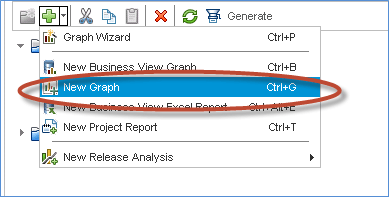 Generate
Graph Wizard Ctrl+P
New Business View Graph Ctrl+B
New Graph Ctrl+G
New Business View Excel Report Ctrl+Alt+E
New Project Report Ctrl+T
New Release Analysis